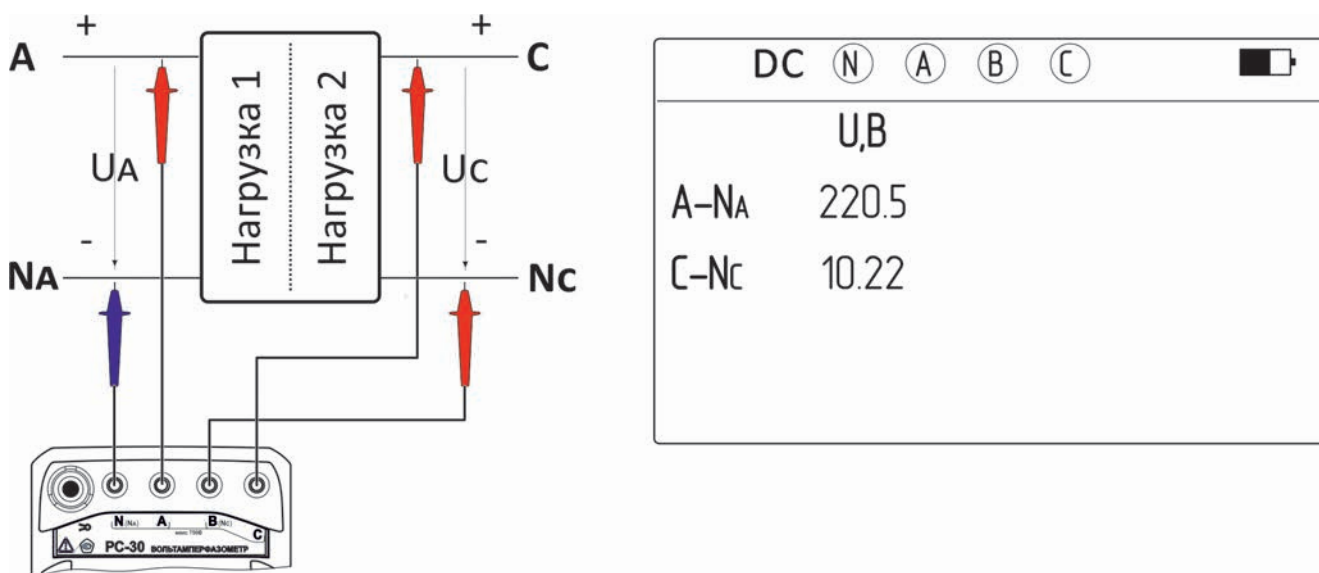 + +
A C
Нагрузка 1
Нагрузка 2
UA UC
- -
NA NC
N (NA) A B (NC) C
PC-30 ВОЛЬТАМПЕРФАЗОМЕТР
DC N A B C
U,В
A–NA 220.5
C–NC 10.22